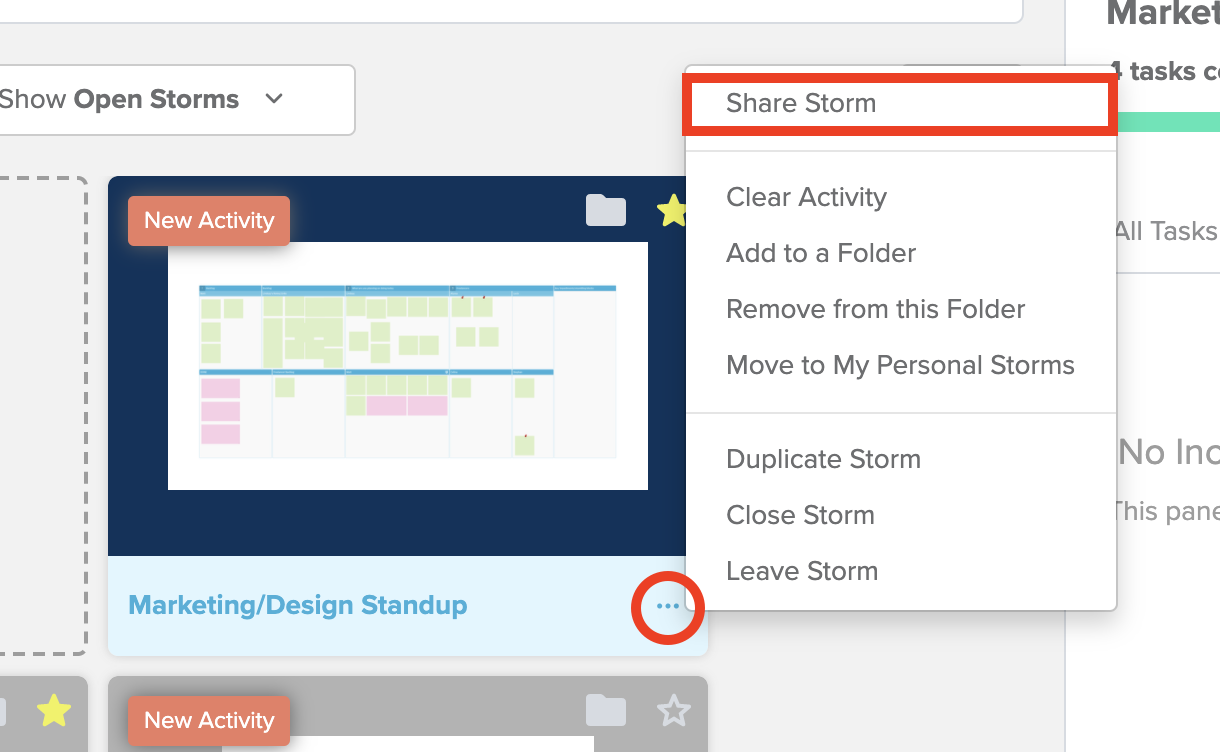 Market
4 tasks co
Show Open Storms
Share Storm
New Activity
Clear Activity
All Tasks
Add to a Folder
Remove from this Folder
Move to My Personal Storms
No Inc
Duplicate Storm
This pane
Close Storm
Leave Storm
Marketing/Design Standup
...
New Activity